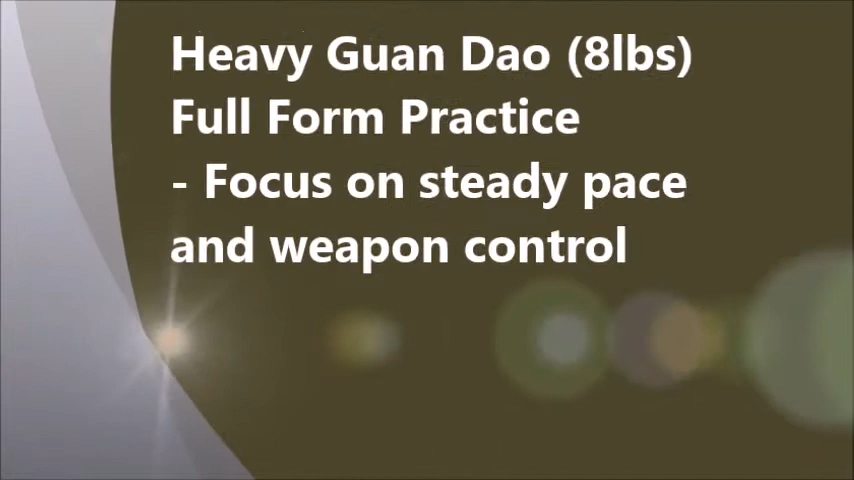 Heavy Guan Dao (8lbs)
Full Form Practice
- Focus on steady pace
and weapon control